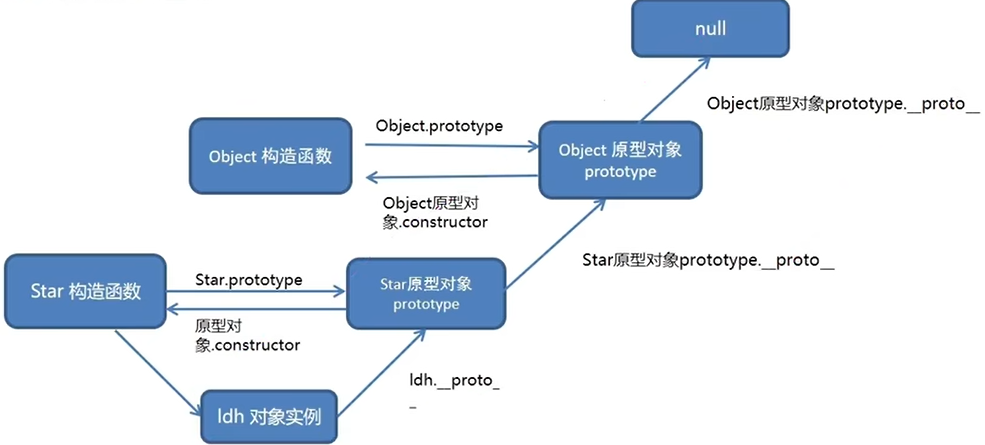 null
Object原型对象prototype.__proto__
Object.prototype
Object 构造函数
Object 原型对象
prototype
Object原型对
象.constructor
Star原型对象prototype.__proto__
Star 构造函数
Star.prototype
Star原型对象
prototype
原型对
象.constructor
ldh.__proto_
_
ldh 对象实例